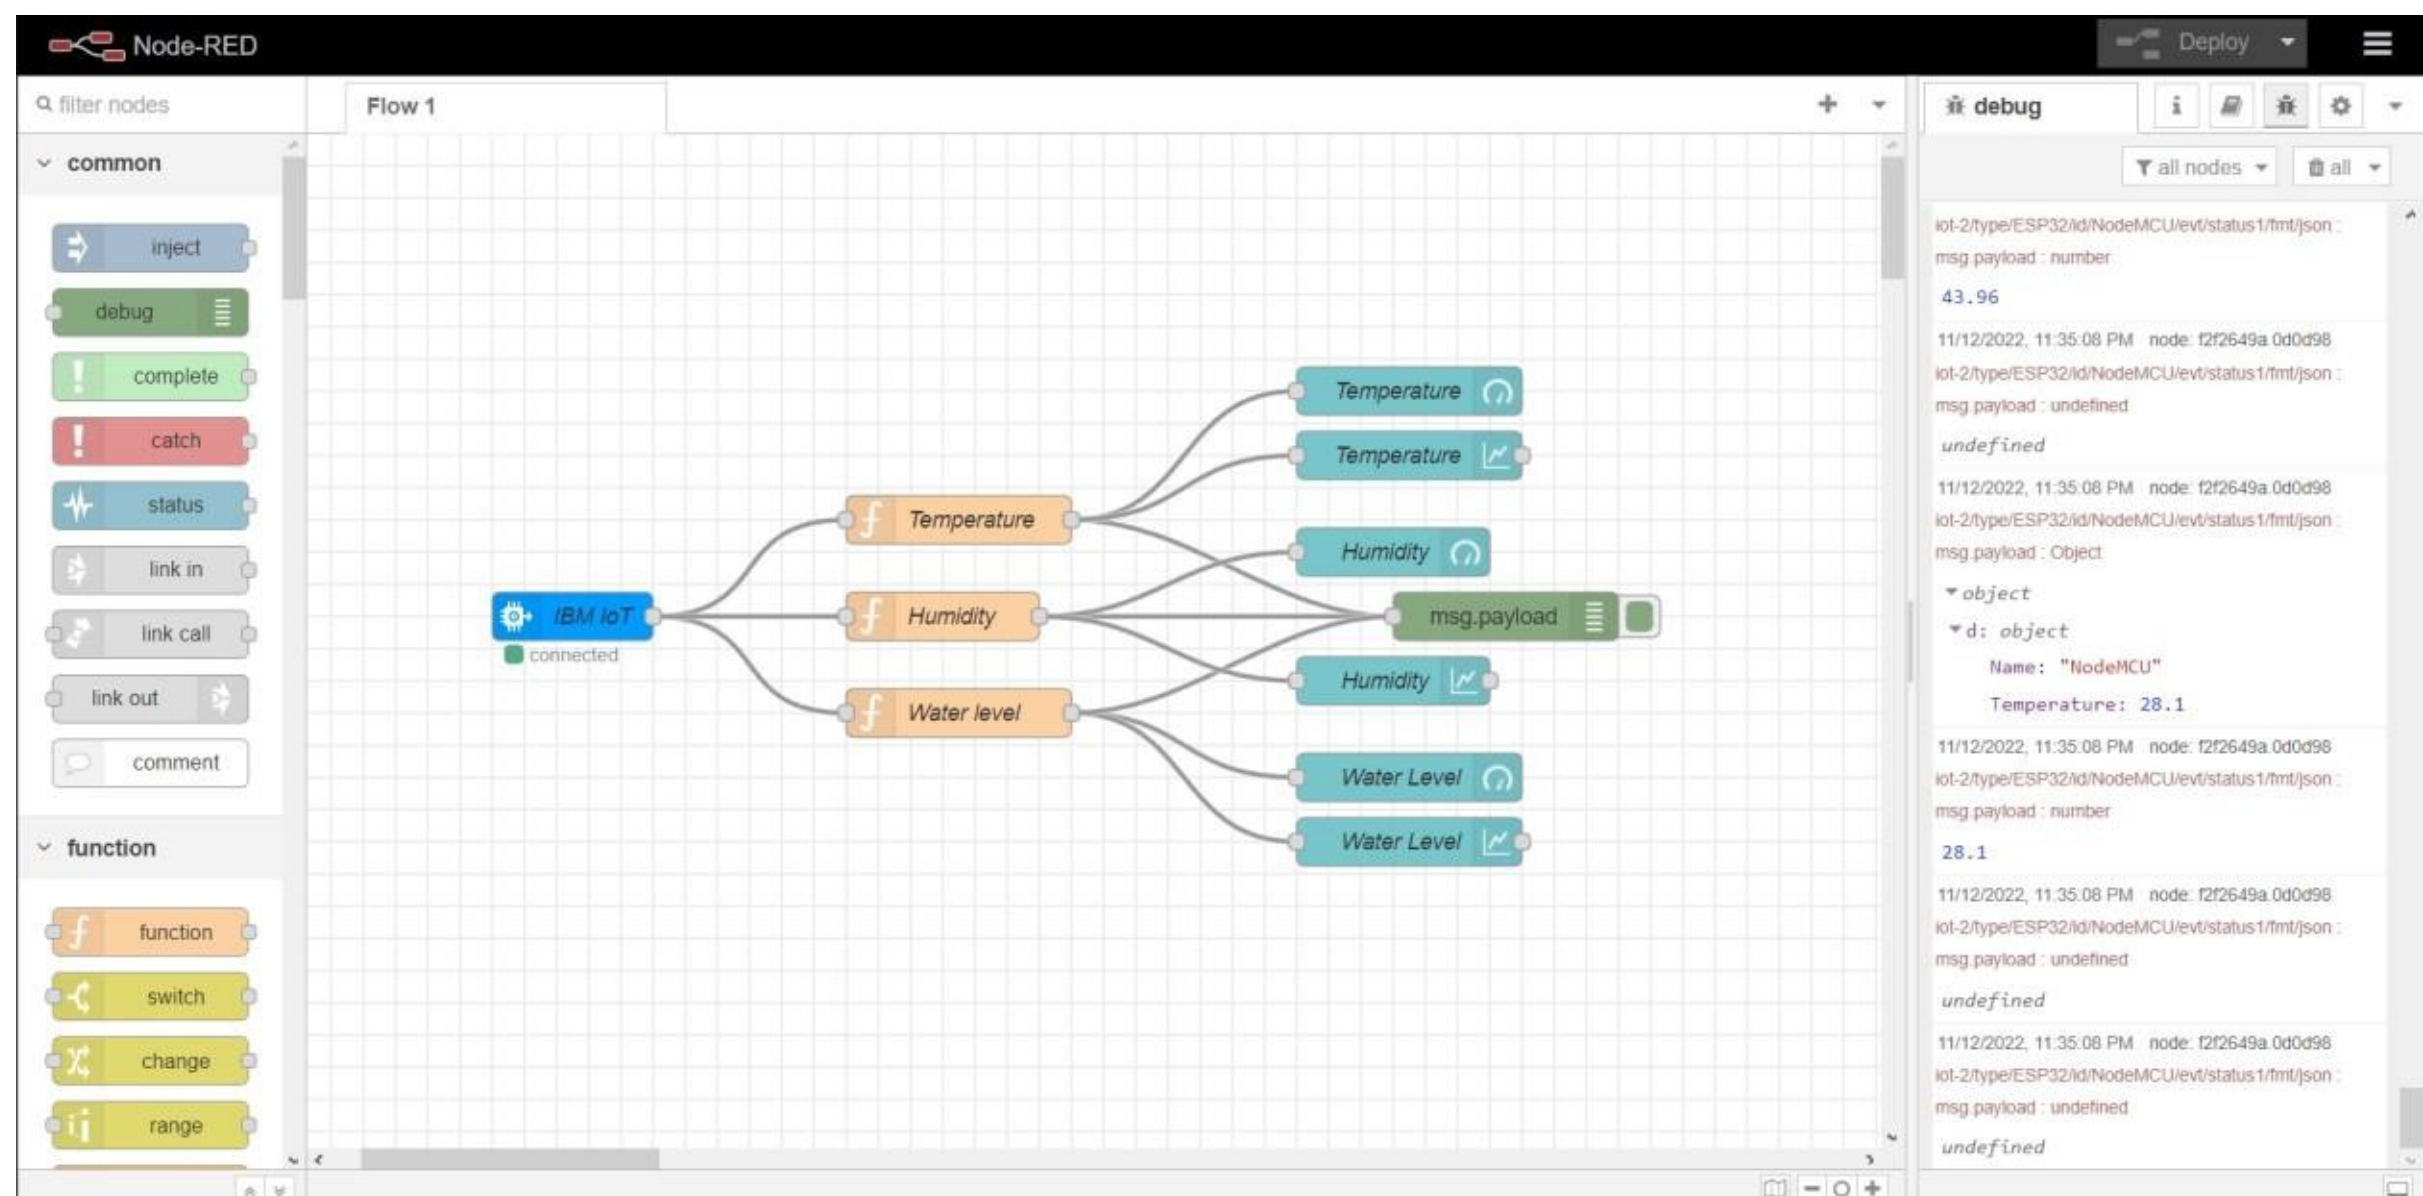 Node-RED
Deploy
filter nodes
Flow 1
debug
i
all nodes
all
common
inject
debug
complete
catch
status
link in
link call
link out
comment
function
function
switch
change
range
IBM IoT
connected
Temperature
Humidity
Water level
Temperature
Temperature
Humidity
msg.payload
Humidity
Water Level
Water Level
iot-2/type/ESP32/id/NodeMCU/evt/status1/fmt/json :
msg.payload : number
43.96
11/12/2022, 11:35:08 PM node: f2f2649a.0d0d98
iot-2/type/ESP32/id/NodeMCU/evt/status1/fmt/json :
msg.payload : undefined
undefined
11/12/2022, 11:35:08 PM node: f2f2649a.0d0d98
iot-2/type/ESP32/id/NodeMCU/evt/status1/fmt/json :
msg.payload : Object
object
d: object
Name: "NodeMCU"
Temperature: 28.1
11/12/2022, 11:35:08 PM node: f2f2649a.0d0d98
iot-2/type/ESP32/id/NodeMCU/evt/status1/fmt/json :
msg.payload : number
28.1
11/12/2022, 11:35:08 PM node: f2f2649a.0d0d98
iot-2/type/ESP32/id/NodeMCU/evt/status1/fmt/json :
msg.payload : undefined
undefined
11/12/2022, 11:35:08 PM node: f2f2649a.0d0d98
iot-2/type/ESP32/id/NodeMCU/evt/status1/fmt/json :
msg.payload : undefined
undefined